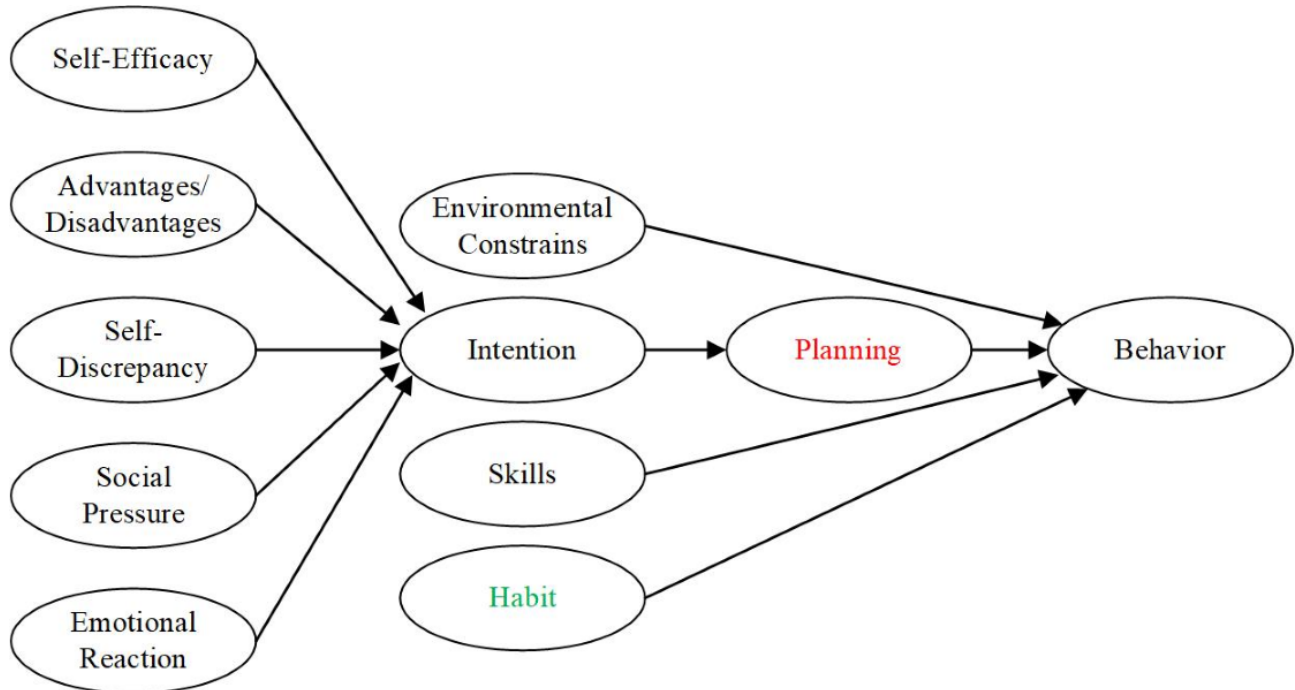 Self-Efficacy
Advantages/
Disadvantages
Self-
Discrepancy
Social
Pressure
Emotional
Reaction
Environmental
Constrains
Intention
Skills
Habit
Planning
Behavior